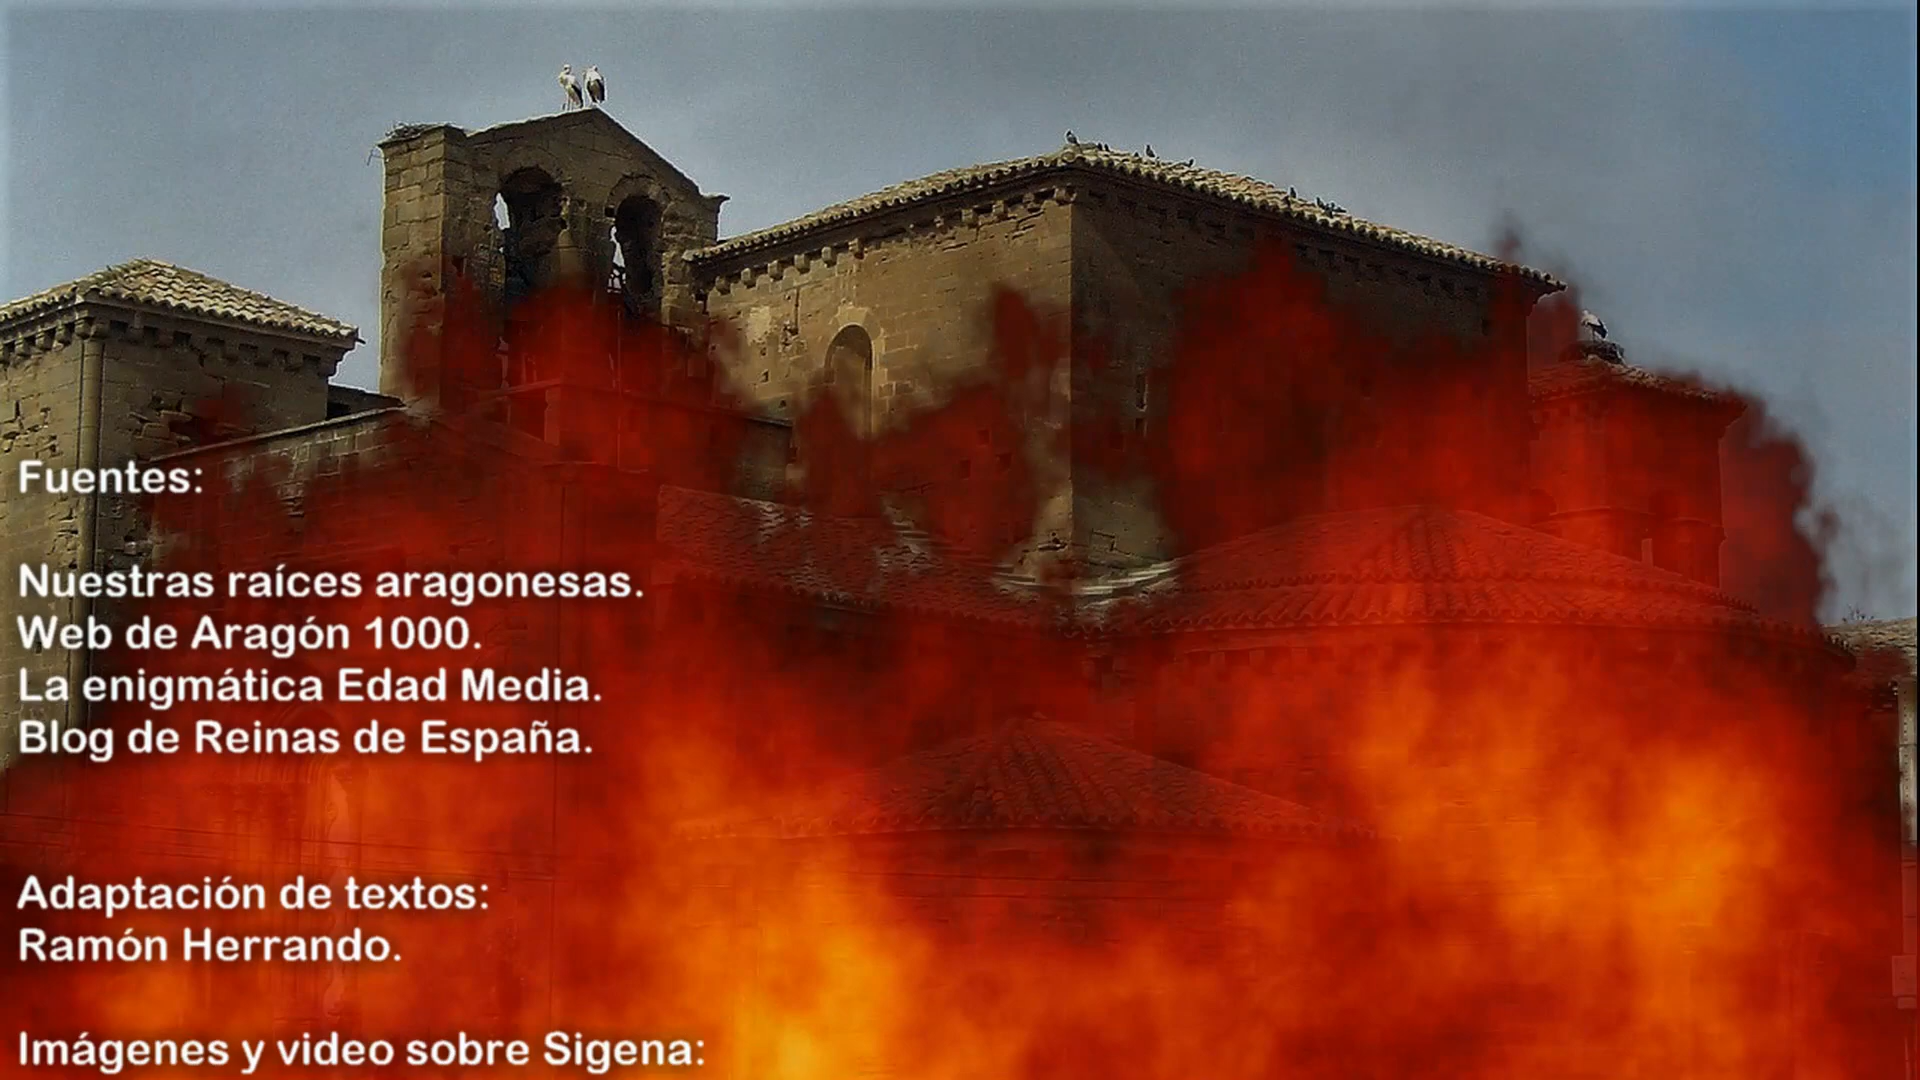 Fuentes:
Nuestras raíces aragonesas.
Web de Aragón 1000.
La enigmática Edad Media.
Blog de Reinas de España.
Adaptación de textos:
Ramón Herrando.
Imágenes y video sobre Sigena: